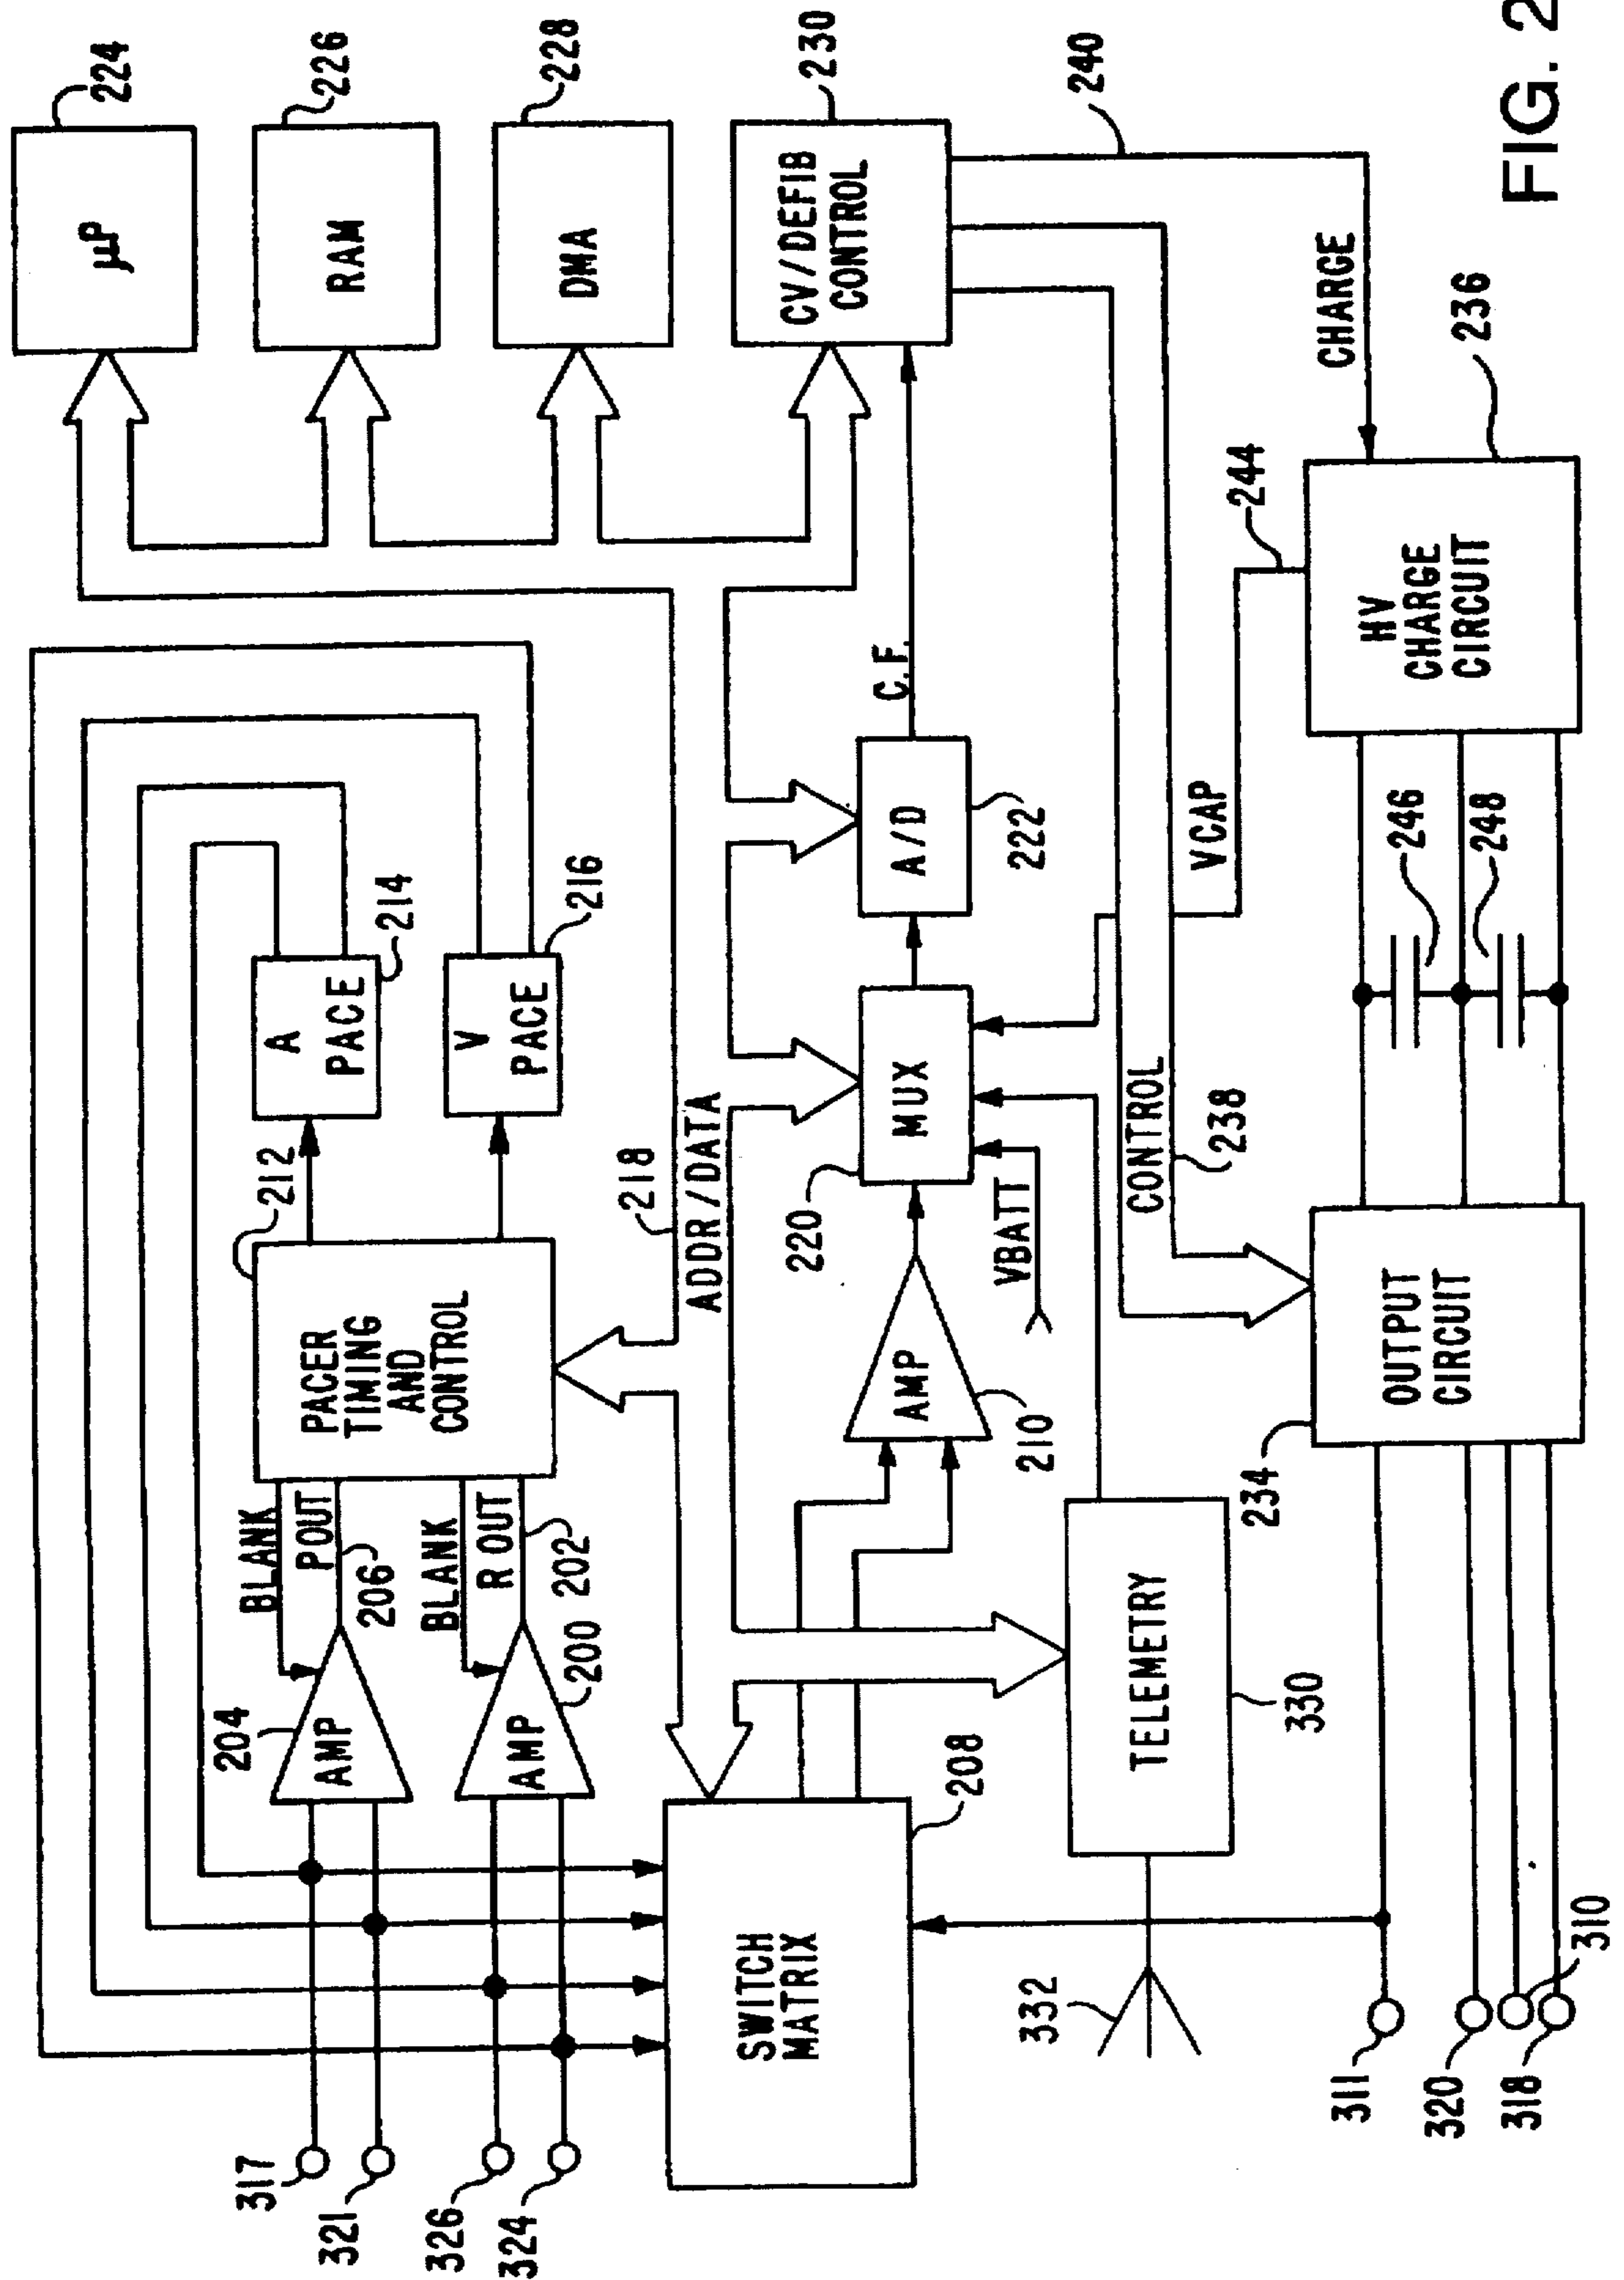 224
μP
226
RAM
228
DMA
230
CV/DEFIB
CONTROL
240
FIG. 2
CHARGE
236
244
HV
CHARGE
CIRCUIT
C.F.
A/D
222
VCAP
246
248
214
A
PACE
216
V
PACE
212
218
ADDR/DATA
MUX
220
VBATT
CONTROL
238
PACER
TIMING
AND
CONTROL
AMP
210
OUTPUT
CIRCUIT
234
BLANK
POUT
206
BLANK
R OUT
202
204
AMP
200
AMP
TELEMETRY
330
208
SWITCH
MATRIX
332
310
317
321
326
324
311
320
318